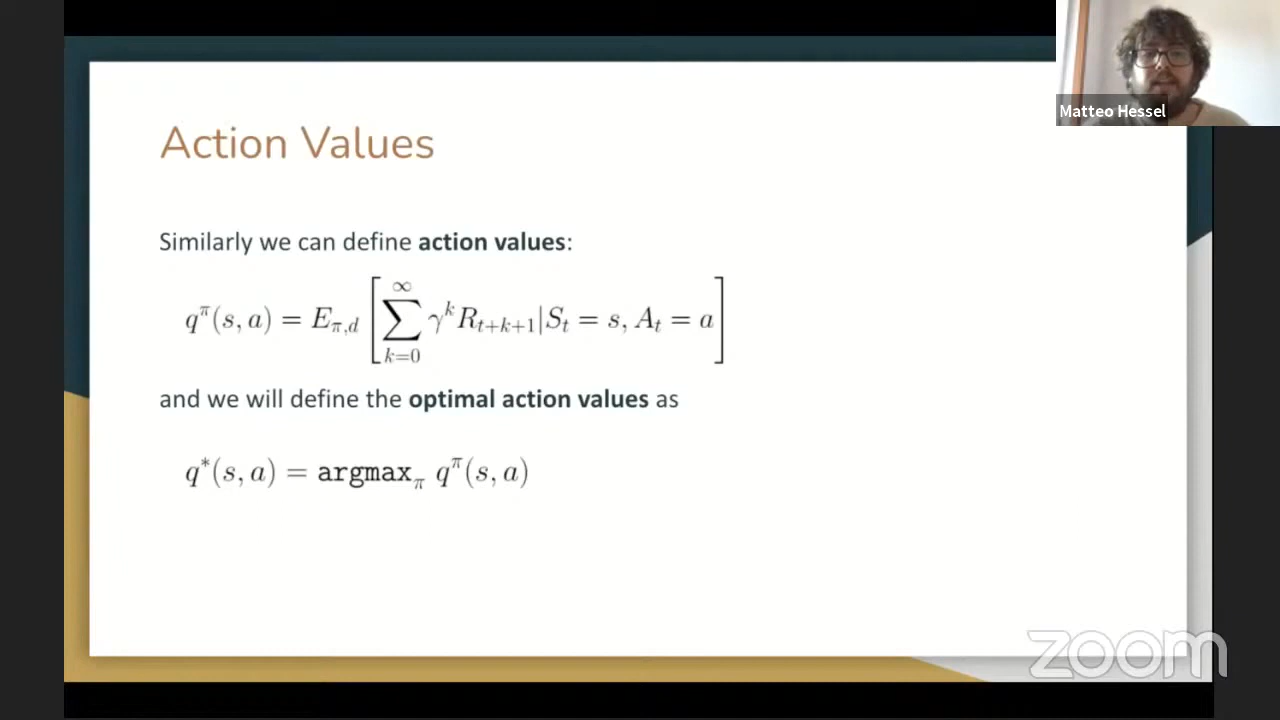 Matteo Hessel
Action Values
Similarly we can define action values:
q^π(s, a) = E_{π,d} [ ∑_{k=0}^{∞} γ^k R_{t+k+1} | S_t = s, A_t = a ]
and we will define the optimal action values as
q^*(s, a) = argmax_π q^π(s, a)
zoom